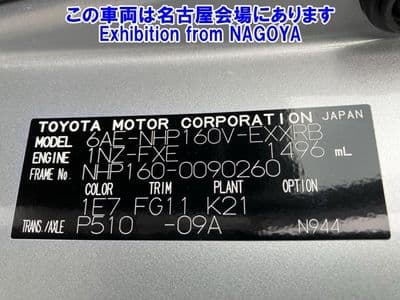 この車両は名古屋会場にあります
Exhibition from NAGOYA
TOYOTA MOTOR CORPORATION JAPAN
MODEL 6AE-NHP160V-EXXRB
ENGINE 1NZ-FXE 1496 mL
FRAME No. NHP160-0090260
COLOR TRIM PLANT OPTION
1E7 FG11 K21
TRANS./AXLE P510 -09A N944